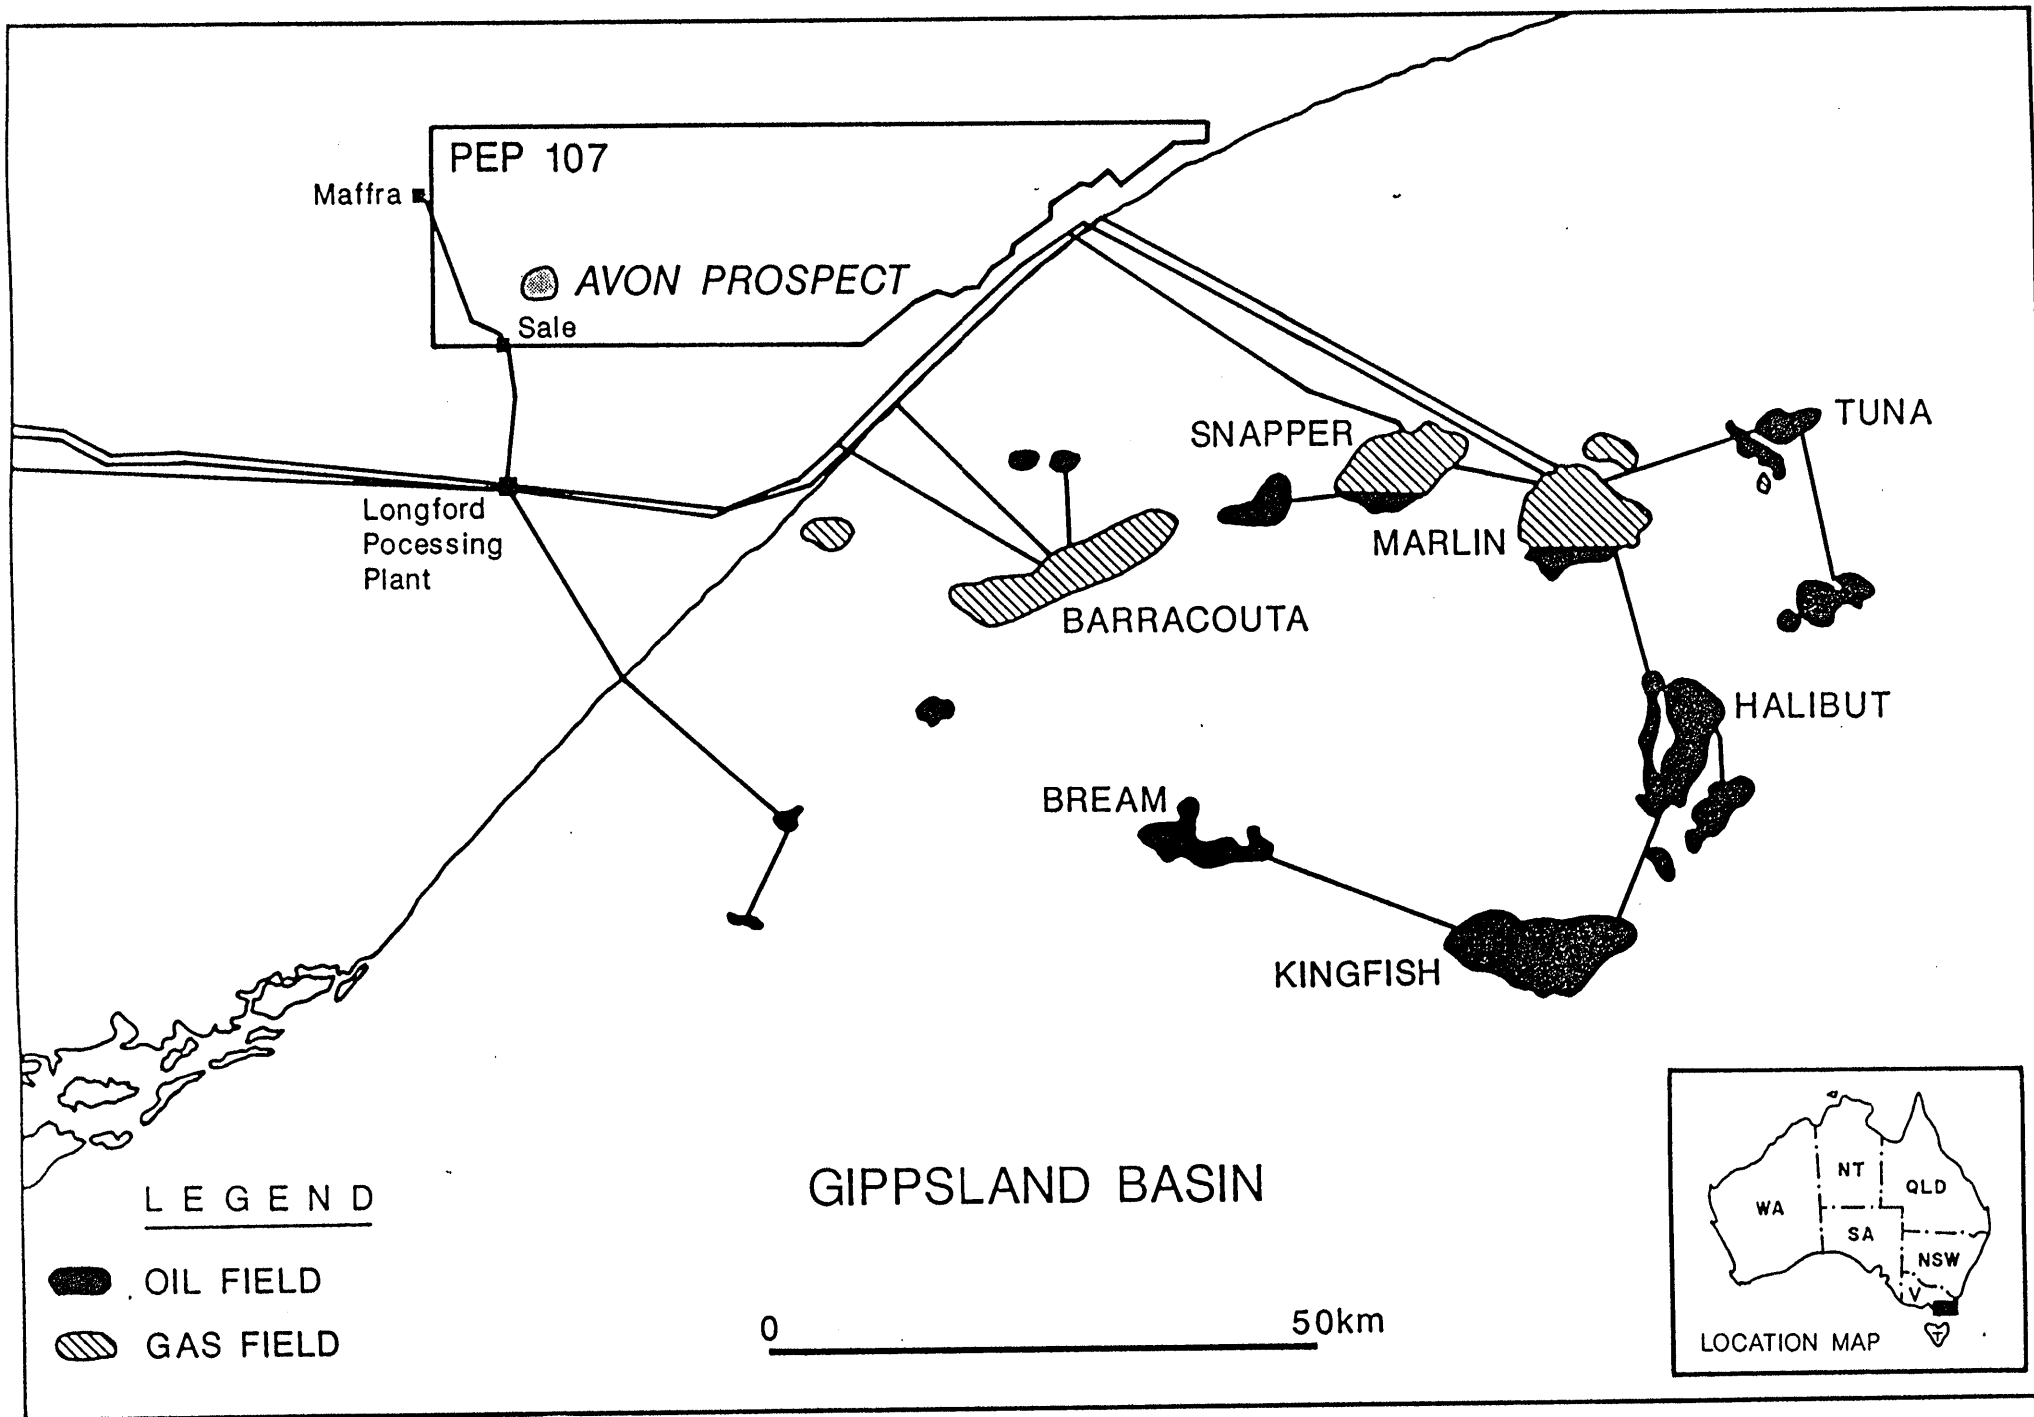 PEP 107
Maffra
AVON PROSPECT
Sale
SNAPPER
TUNA
Longford
Pocessing
Plant
MARLIN
BARRACOUTA
HALIBUT
BREAM
KINGFISH
GIPPSLAND BASIN
LEGEND
OIL FIELD
GAS FIELD
0
50km
NT
QLD
WA
SA
NSW
V
T
LOCATION MAP